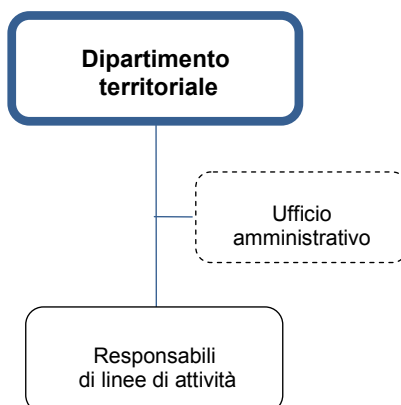 Dipartimento
territoriale
Ufficio
amministrativo
Responsabili
di linee di attività